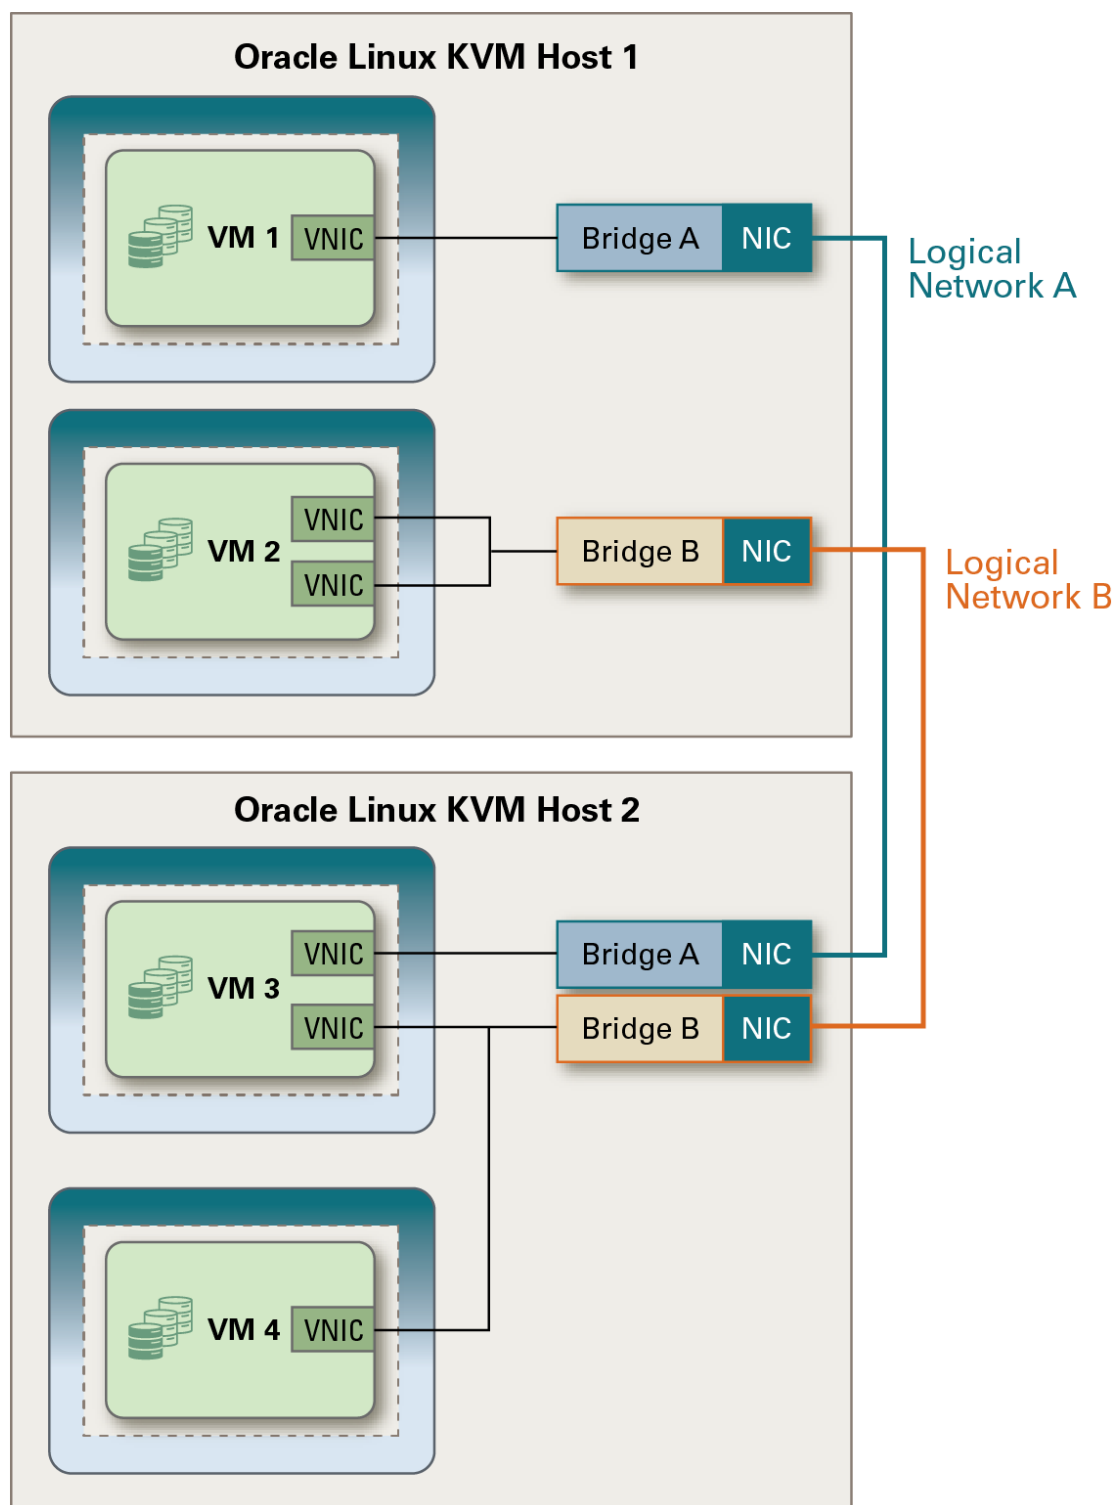 Oracle Linux KVM Host 1
VM 1
VNIC
Bridge A
NIC
Logical
Network A
VNIC
VM 2
VNIC
Bridge B
NIC
Logical
Network B
Oracle Linux KVM Host 2
VNIC
VM 3
VNIC
Bridge A
NIC
Bridge B
NIC
VM 4
VNIC